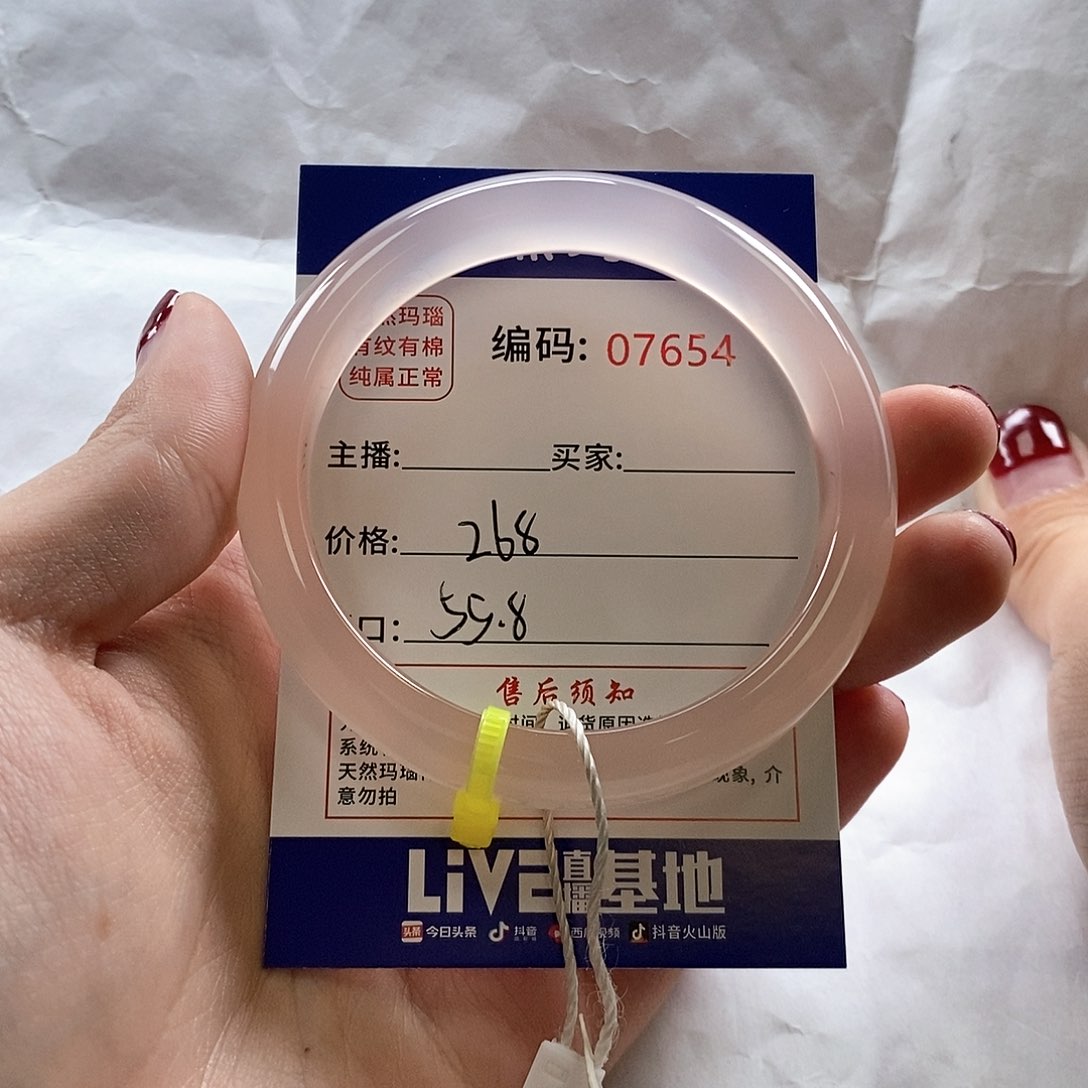 玛瑙
有纹有棉
纯属正常
编码: 07654
主播: 买家:
价格: 268
口: 59.8
售后须知
时间
系统
天然玛瑙 现象, 介
意勿拍
LiVE直播基地
今日头条 抖音 西瓜视频 抖音火山版